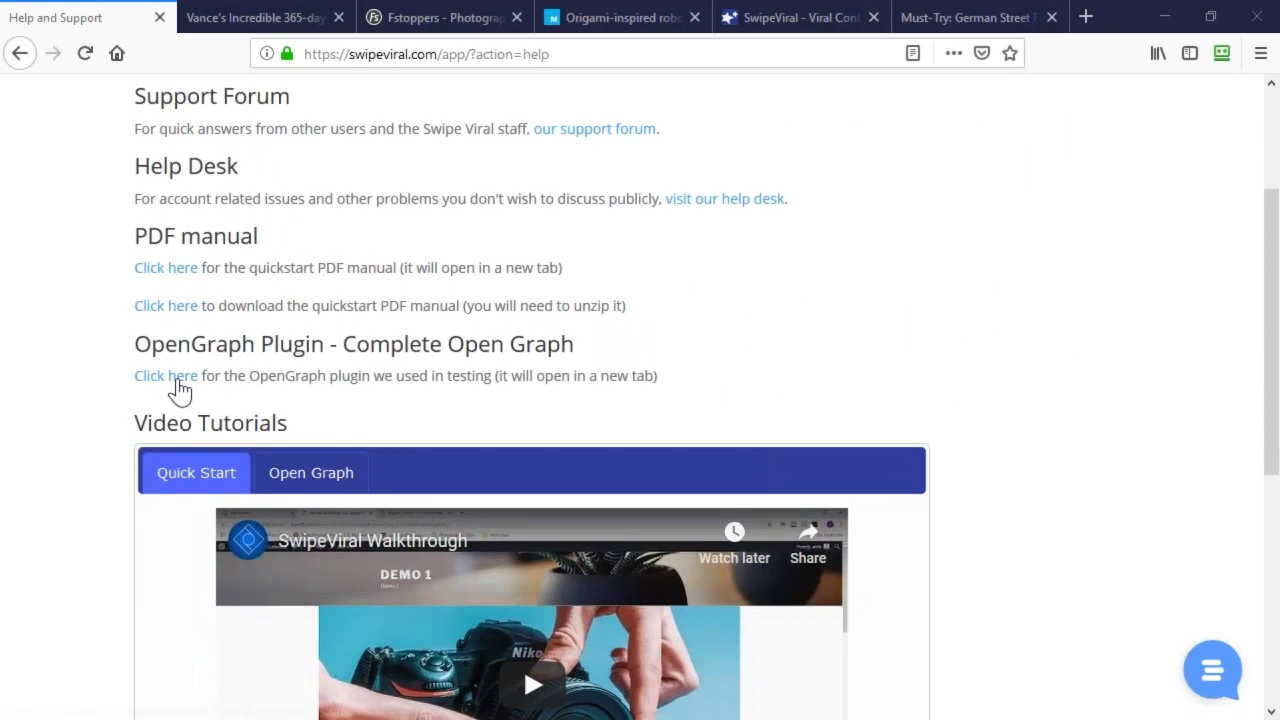 Help and Support
Vance's Incredible 365-day
Fstoppers - Photograp
Origami-inspired robo
SwipeViral - Viral Cont
Must-Try: German Street F
https://swipeviral.com/app/?action=help
Support Forum
For quick answers from other users and the Swipe Viral staff, our support forum.
Help Desk
For account related issues and other problems you don't wish to discuss publicly, visit our help desk.
PDF manual
Click here for the quickstart PDF manual (it will open in a new tab)
Click here to download the quickstart PDF manual (you will need to unzip it)
OpenGraph Plugin - Complete Open Graph
Click here for the OpenGraph plugin we used in testing (it will open in a new tab)
Video Tutorials
Quick Start
Open Graph
SwipeViral Walkthrough
Watch later
Share
DEMO 1
Demo1
Nikon